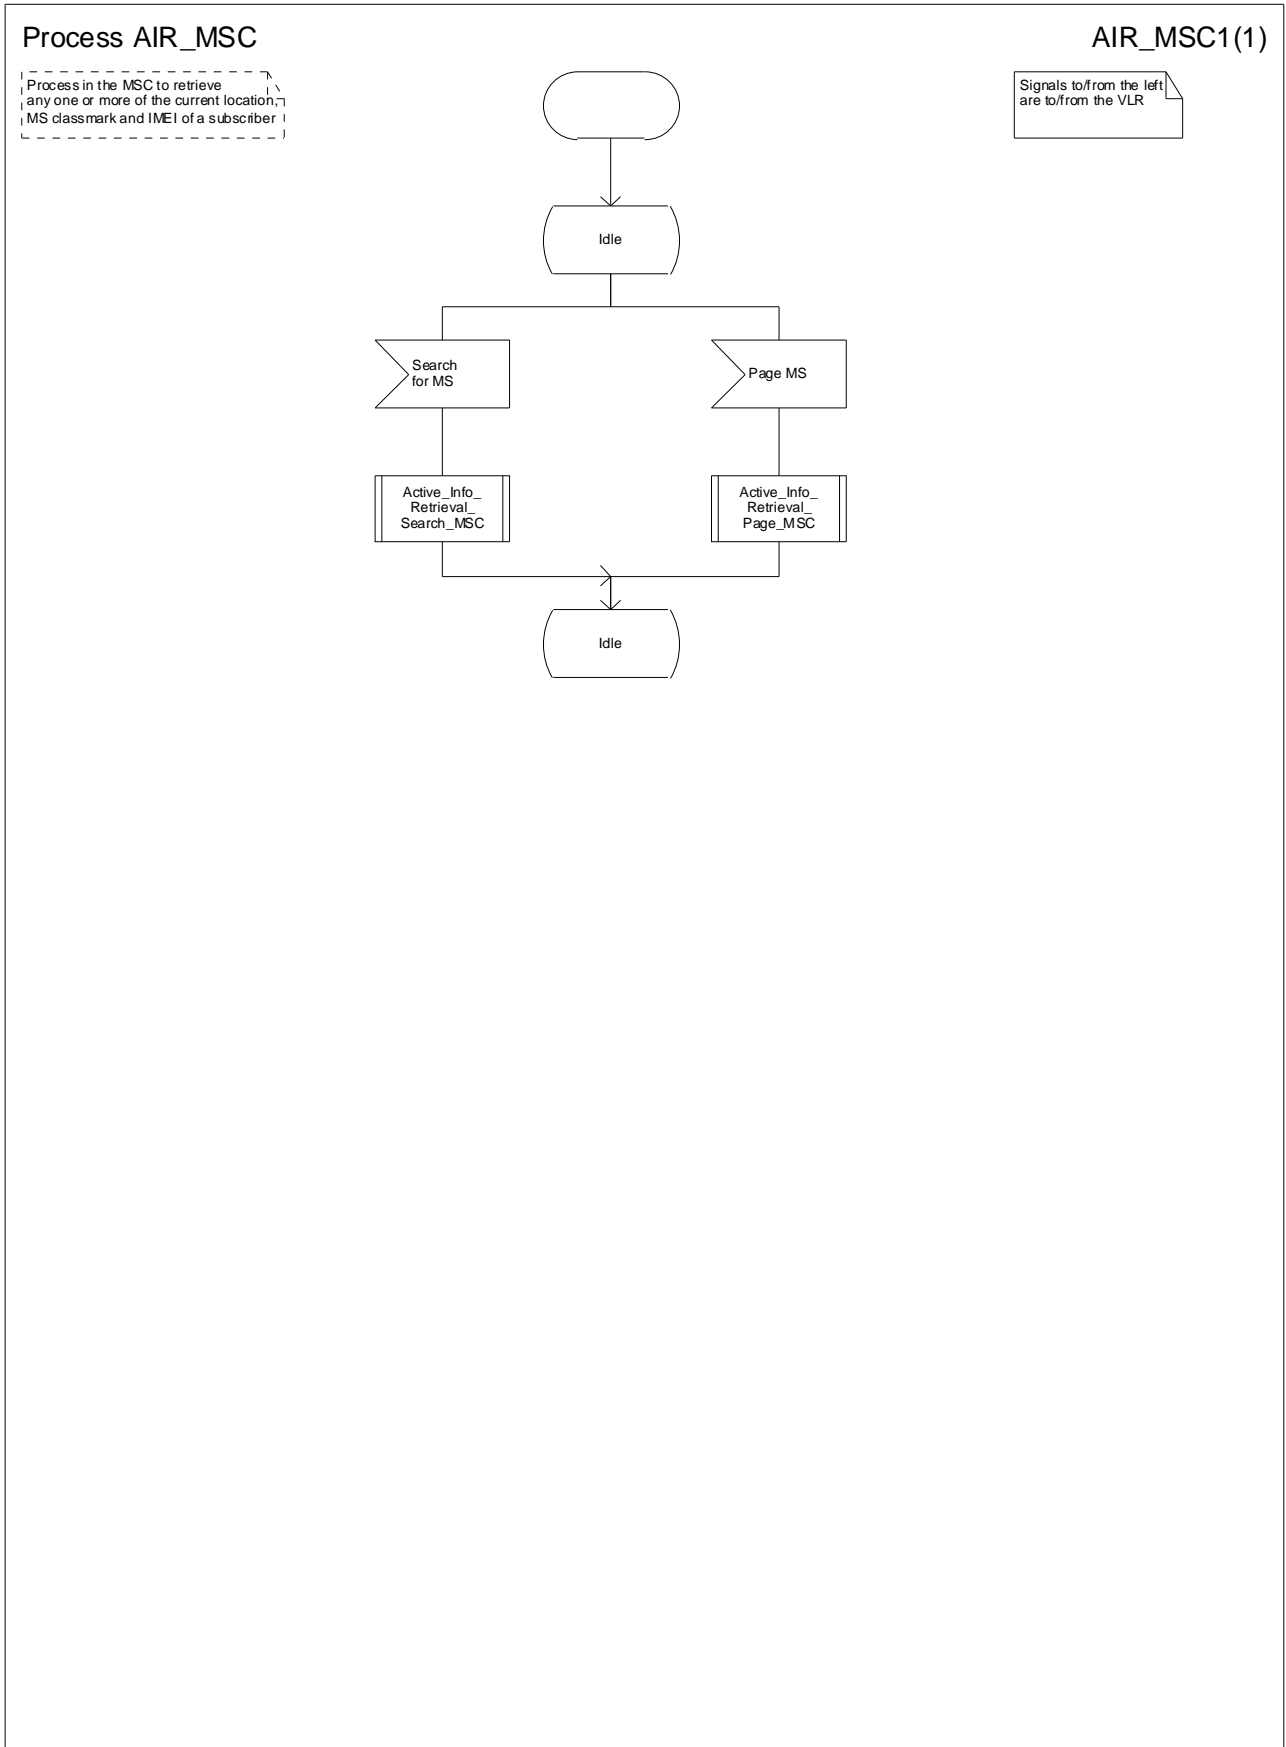 Process AIR_MSC
AIR_MSC1(1)
Process in the MSC to retrieve
any one or more of the current location,
MS classmark and IMEI of a subscriber
Signals to/from the left
are to/from the VLR
Idle
Search
for MS
Page MS
Active_Info_
Retrieval_
Search_MSC
Active_Info_
Retrieval_
Page_MSC
Idle